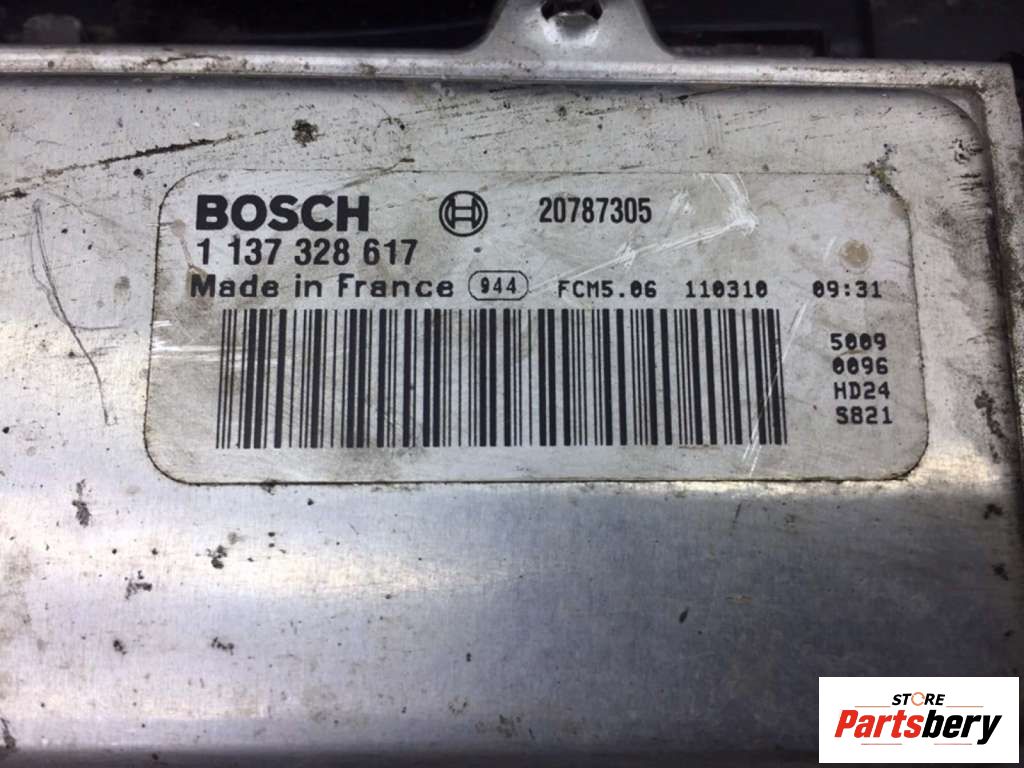 BOSCH 20787305
1 137 328 617
Made in France 944 FCM5.06 110310 09:31
5009
0096
HD24
S821
STORE
Partsbery